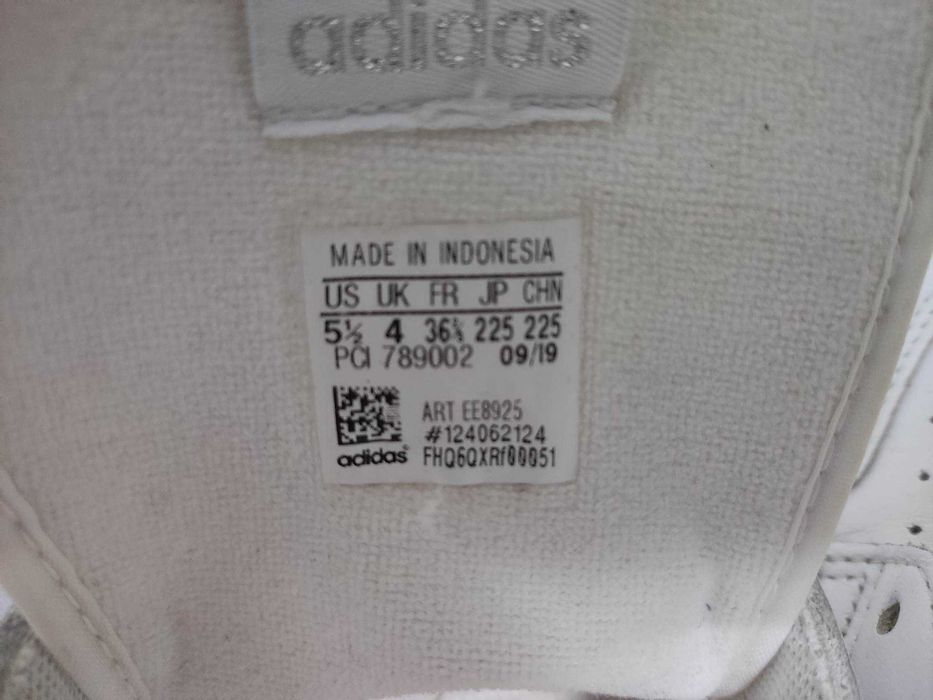 adidas
MADE IN INDONESIA
US UK FR JP CHN
5½ 4 36⅔ 225 225
PCI 789002 09/19
ART EE8925
#124062124
adidas FHQ6QXRf00051